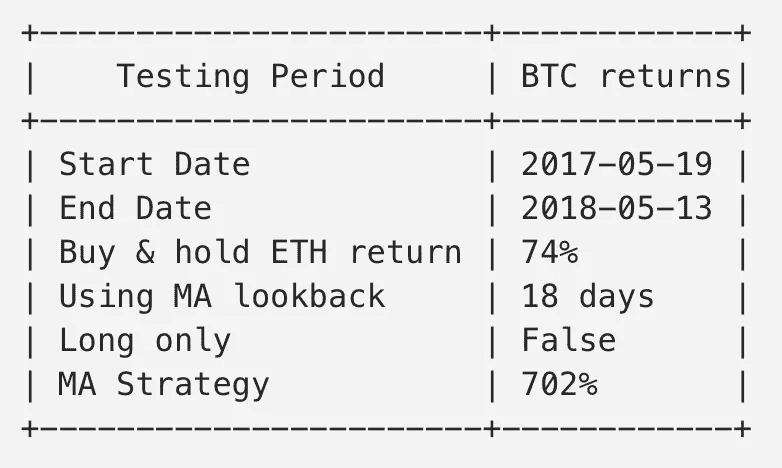 +-----------------------+------------+
|    Testing Period     | BTC returns|
+-----------------------+------------+
| Start Date            | 2017-05-19 |
| End Date              | 2018-05-13 |
| Buy & hold ETH return | 74%        |
| Using MA lookback     | 18 days    |
| Long only             | False      |
| MA Strategy           | 702%       |
+-----------------------+------------+